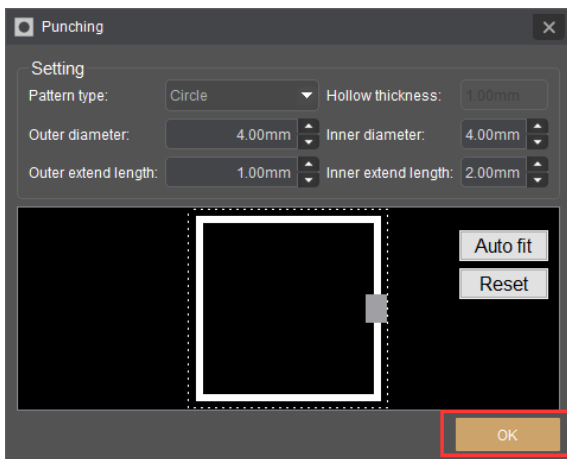 Punching
Setting
Pattern type: Circle Hollow thickness: 1.00mm
Outer diameter: 4.00mm Inner diameter: 4.00mm
Outer extend length: 1.00mm Inner extend length: 2.00mm
Auto fit
Reset
OK